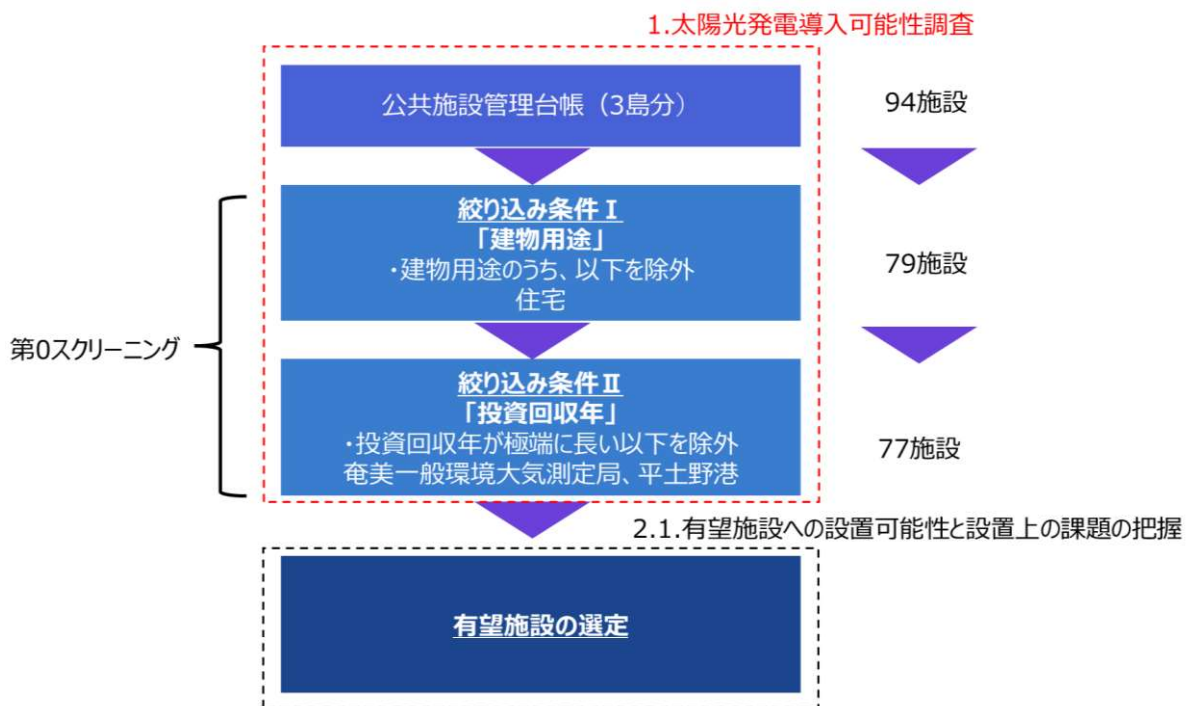 1.太陽光発電導入可能性調査
公共施設管理台帳（3島分）
94施設
絞り込み条件Ⅰ
「建物用途」
・建物用途のうち、以下を除外
住宅
79施設
第0スクリーニング
絞り込み条件Ⅱ
「投資回収年」
・投資回収年が極端に長い以下を除外
奄美一般環境大気測定局、平土野港
77施設
2.1.有望施設への設置可能性と設置上の課題の把握
有望施設の選定